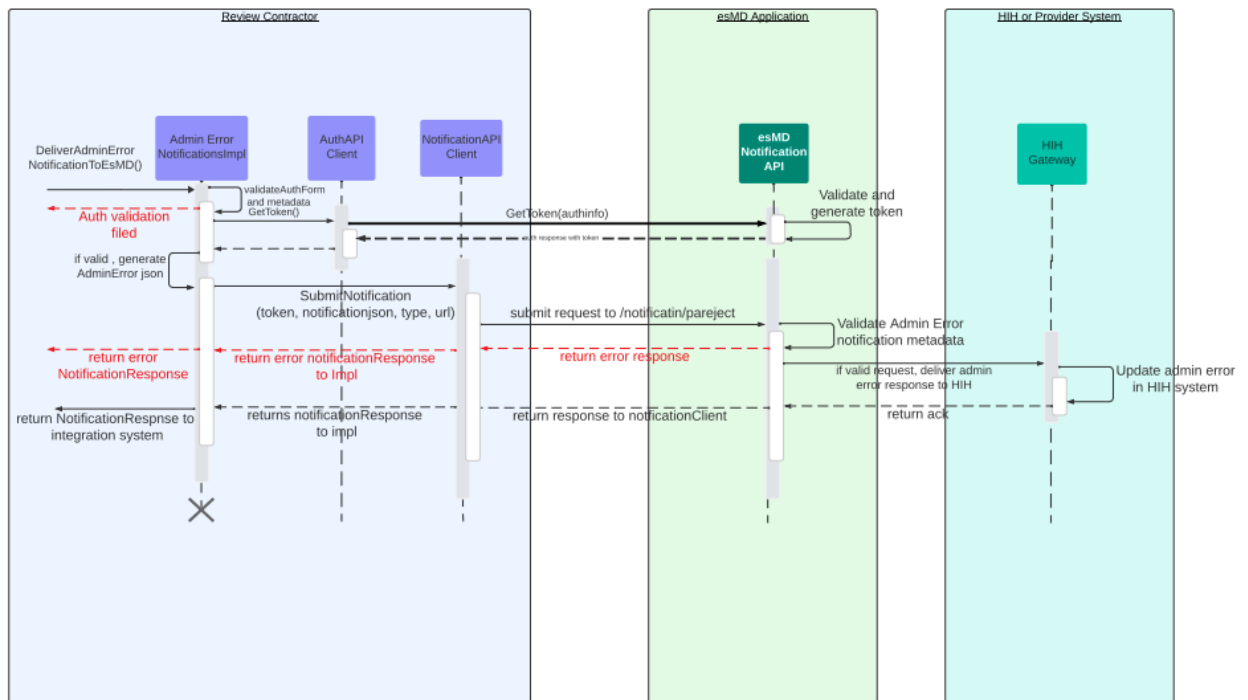 Review Contractor
esMD Application
HIH or Provider System
Admin Error
NotificationsImpl
AuthAPI
Client
NotificationAPI
Client
esMD
Notification
API
HIH
Gateway
DeliverAdminError
NotificationToEsMD()
validateAuthForm
and metadata
GetToken()
Auth validation
filed
GetToken(authinfo)
Validate and
generate token
auth response with token
if valid , generate
AdminError json
SubmitNotification
(token, notificationjson, type, url)
submit request to /notificatin/pareject
Validate Admin Error
notification metadata
return error
NotificationResponse
return error notificationResponse
to Impl
return error response
if valid request, deliver admin
error response to HIH
Update admin error
in HIH system
return NotificationRespnse to
integration system
returns notificationResponse
to impl
return response to notficationClient
return ack